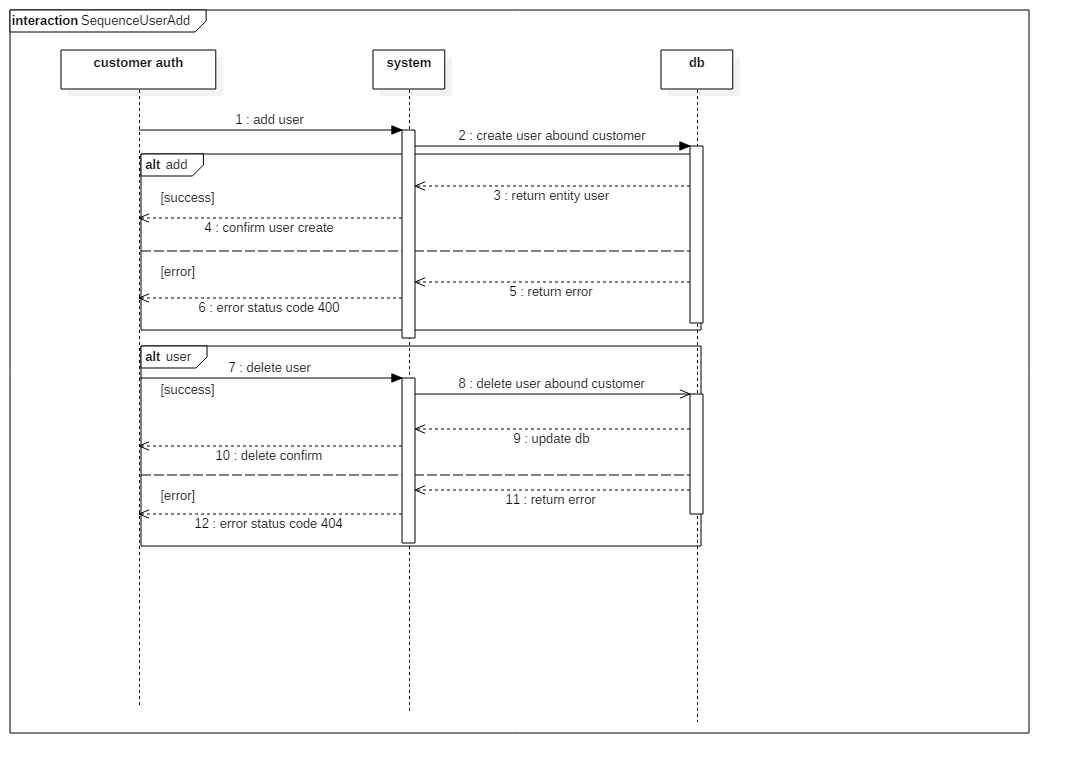 interaction SequenceUserAdd
customer auth
system
db
1 : add user
2 : create user abound customer
alt add
3 : return entity user
[success]
4 : confirm user create
[error]
5 : return error
6 : error status code 400
alt user
7 : delete user
8 : delete user abound customer
[success]
9 : update db
10 : delete confirm
[error]
11 : return error
12 : error status code 404